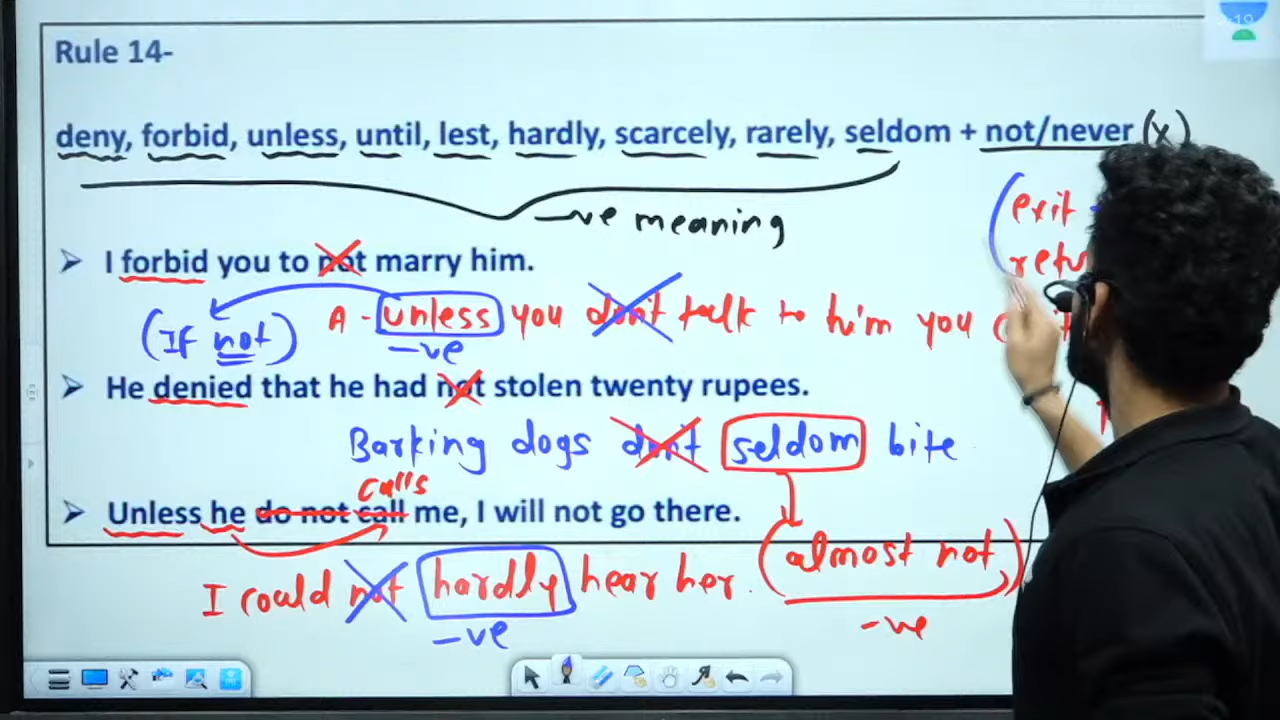 Rule 14-
deny, forbid, unless, until, lest, hardly, scarcely, rarely, seldom + not/never (x)
-ve meaning
exit
I forbid you to not marry him.
(If not) A - unless you don't talk to him you
-ve
He denied that he had not stolen twenty rupees.
Barking dogs don't seldom bite
calls
Unless he do not call me, I will not go there.
(almost not)
I could not hardly hear her.
-ve
-ve